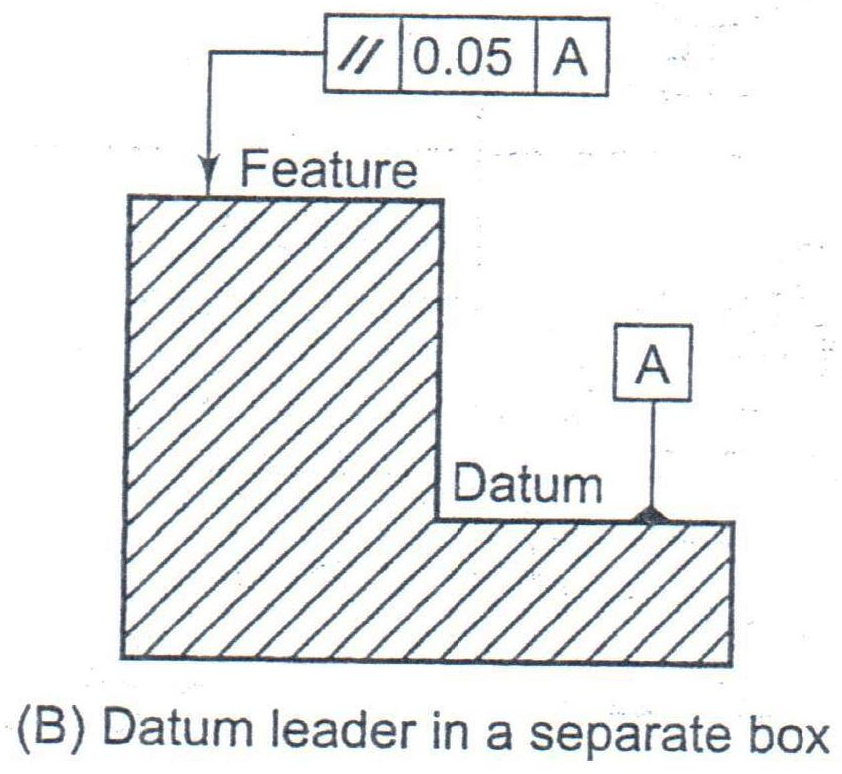 // 0.05 A
Feature
A
Datum
(B) Datum leader in a separate box